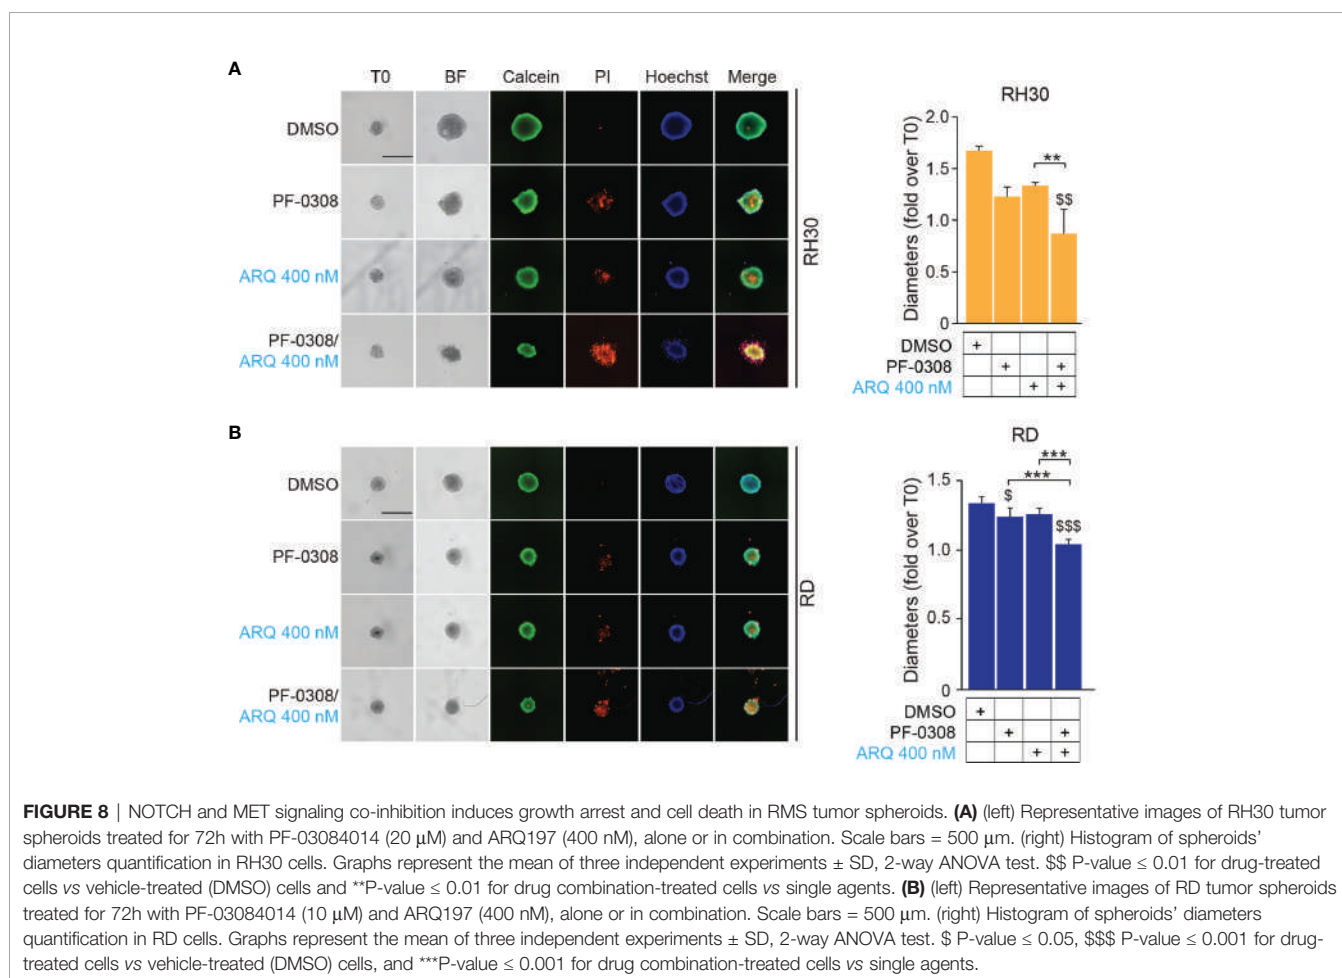 A
T0 BF Calcein PI Hoechst Merge
DMSO
PF-0308
ARQ 400 nM
PF-0308/
ARQ 400 nM
RH30
RH30
2.0
1.5
1.0
0.5
0
Diameters (fold over T0)
**
$$
DMSO +
PF-0308 + +
ARQ 400 nM + +
B
DMSO
PF-0308
ARQ 400 nM
PF-0308/
ARQ 400 nM
RD
RD
1.5
1.0
0.5
0
Diameters (fold over T0)
***
***
$
$$$
DMSO +
PF-0308 + +
ARQ 400 nM + +
FIGURE 8 | NOTCH and MET signaling co-inhibition induces growth arrest and cell death in RMS tumor spheroids. (A) (left) Representative images of RH30 tumor
spheroids treated for 72h with PF-03084014 (20 μM) and ARQ197 (400 nM), alone or in combination. Scale bars = 500 μm. (right) Histogram of spheroids’
diameters quantification in RH30 cells. Graphs represent the mean of three independent experiments ± SD, 2-way ANOVA test. $$ P-value ≤ 0.01 for drug-treated
cells vs vehicle-treated (DMSO) cells and **P-value ≤ 0.01 for drug combination-treated cells vs single agents. (B) (left) Representative images of RD tumor spheroids
treated for 72h with PF-03084014 (10 μM) and ARQ197 (400 nM), alone or in combination. Scale bars = 500 μm. (right) Histogram of spheroids’ diameters
quantification in RD cells. Graphs represent the mean of three independent experiments ± SD, 2-way ANOVA test. $ P-value ≤ 0.05, $$$ P-value ≤ 0.001 for drug-
treated cells vs vehicle-treated (DMSO) cells, and ***P-value ≤ 0.001 for drug combination-treated cells vs single agents.